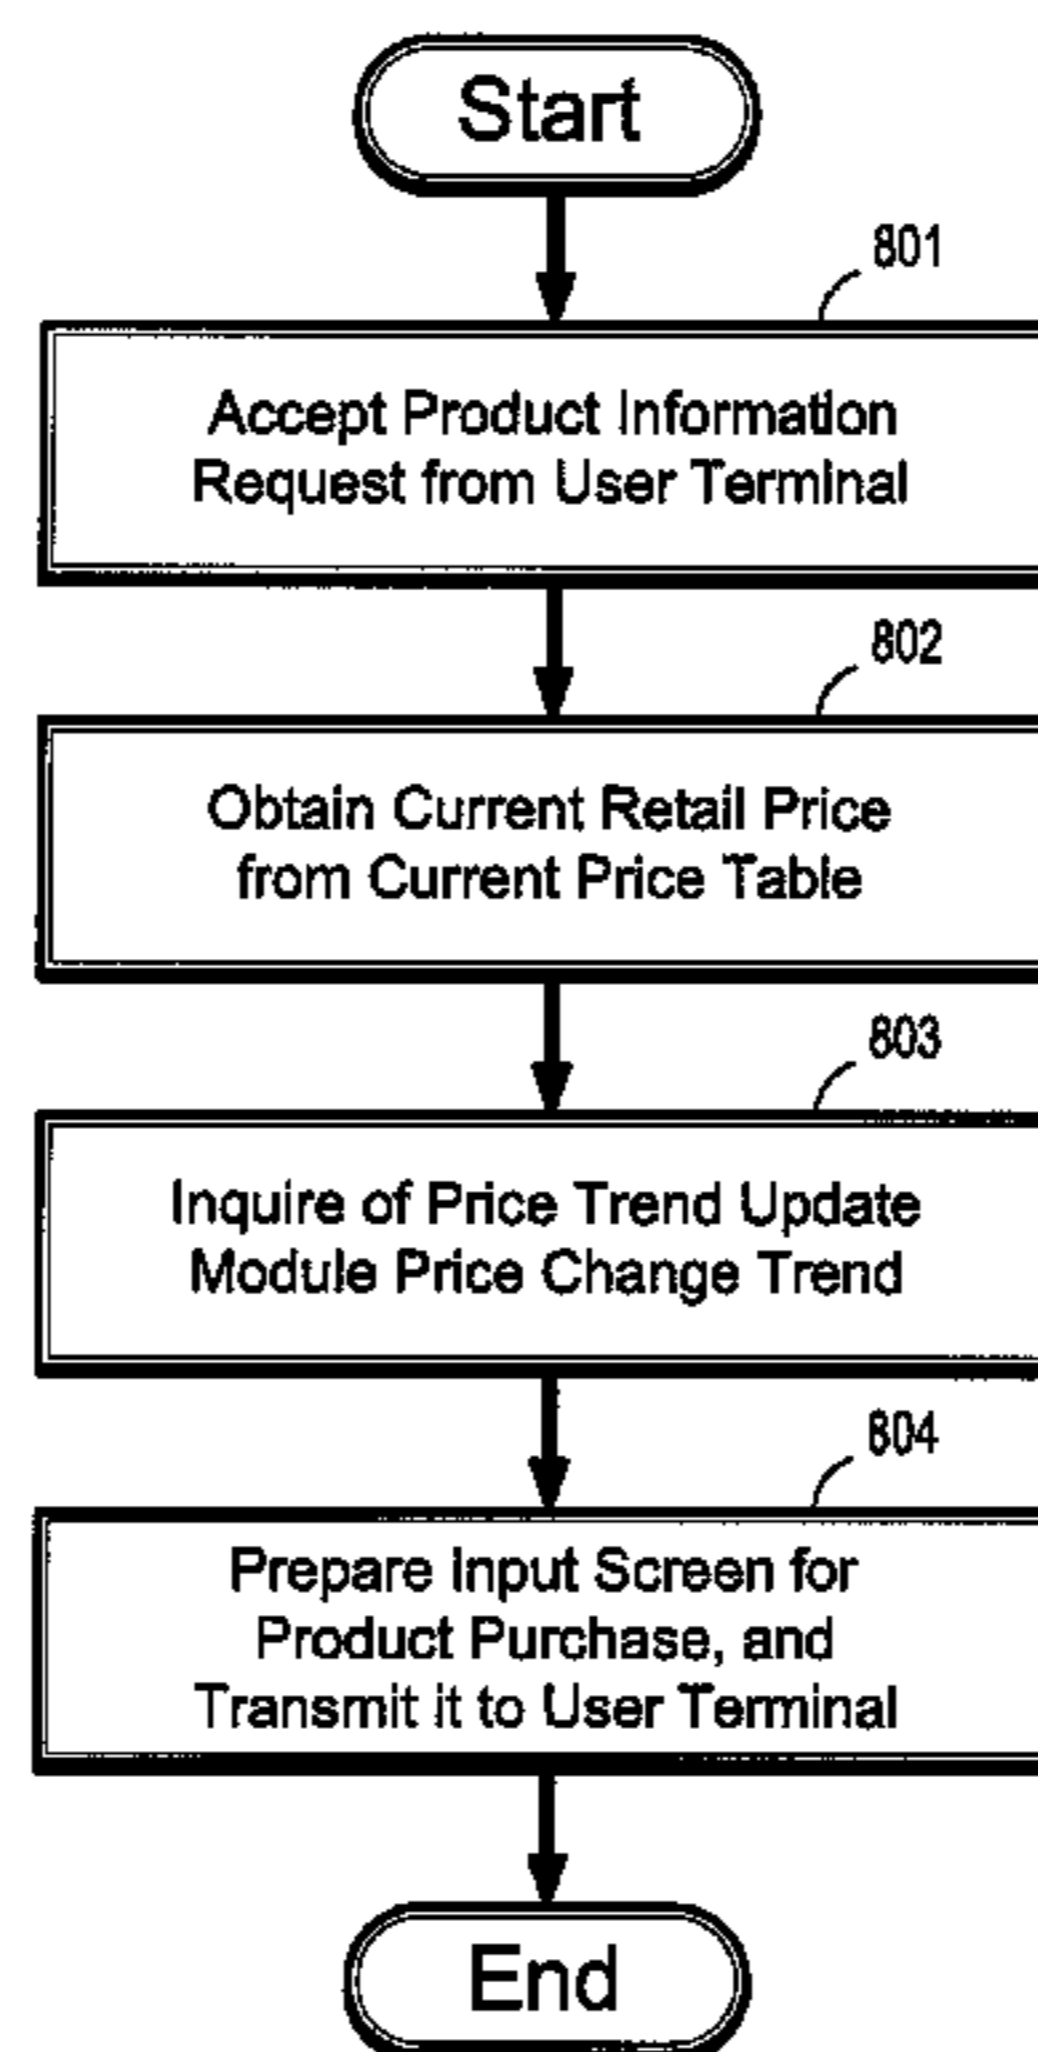 Start
801
Accept Product Information
Request from User Terminal
802
Obtain Current Retail Price
from Current Price Table
803
Inquire of Price Trend Update
Module Price Change Trend
804
Prepare Input Screen for
Product Purchase, and
Transmit it to User Terminal
End